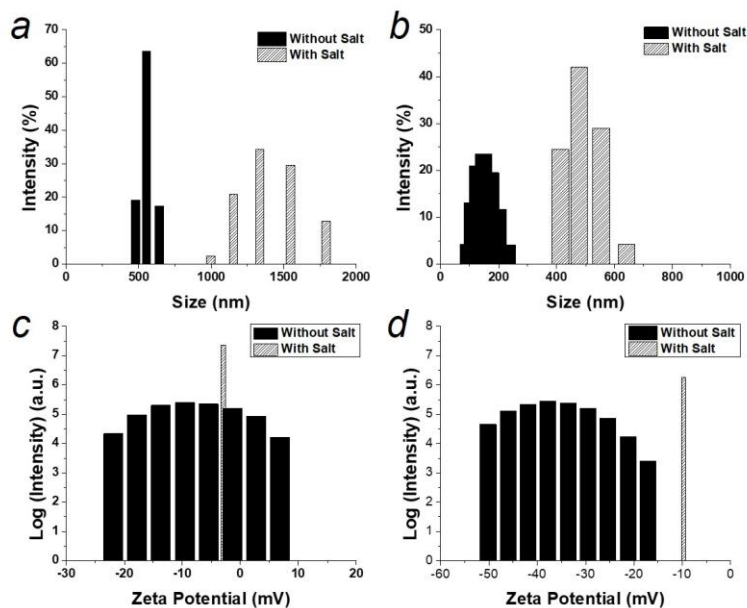 a
Without Salt
With Salt
70
60
50
40
30
20
10
0
0
500
1000
1500
2000
Intensity (%)
Size (nm)
b
Without Salt
With Salt
50
40
30
20
10
0
0
200
400
600
800
1000
Intensity (%)
Size (nm)
c
Without Salt
With Salt
8
7
6
5
4
3
2
1
0
-30
-20
-10
0
10
20
Log (Intensity) (a.u.)
Zeta Potential (mV)
d
Without Salt
With Salt
8
7
6
5
4
3
2
1
0
-60
-50
-40
-30
-20
-10
0
Log (Intensity) (a.u.)
Zeta Potential (mV)